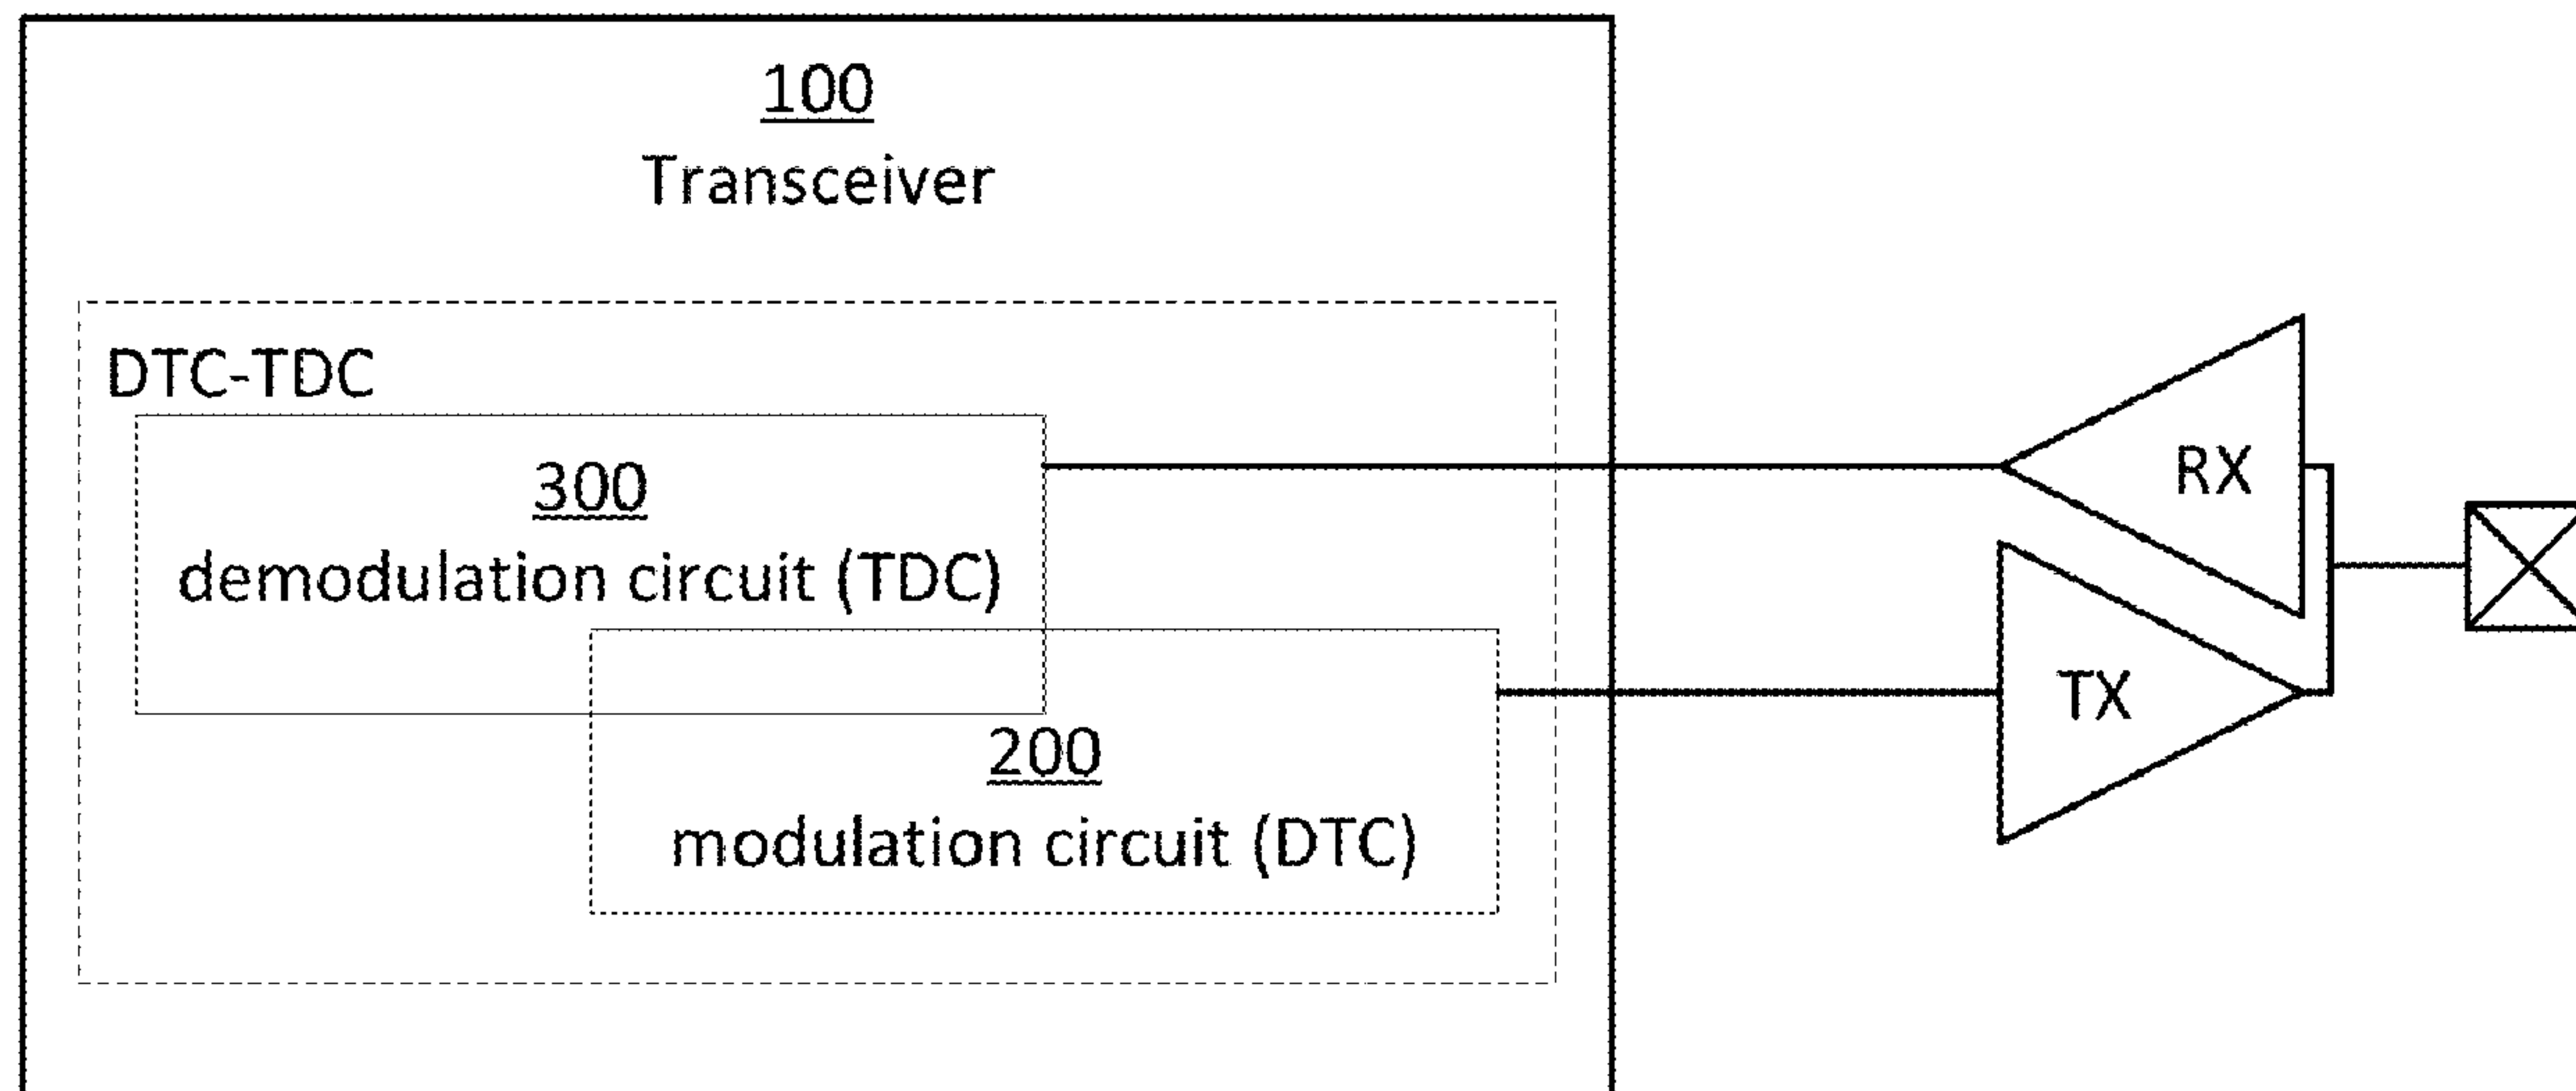 100
Transceiver
DTC-TDC
300
demodulation circuit (TDC)
RX
200
modulation circuit (DTC)
TX